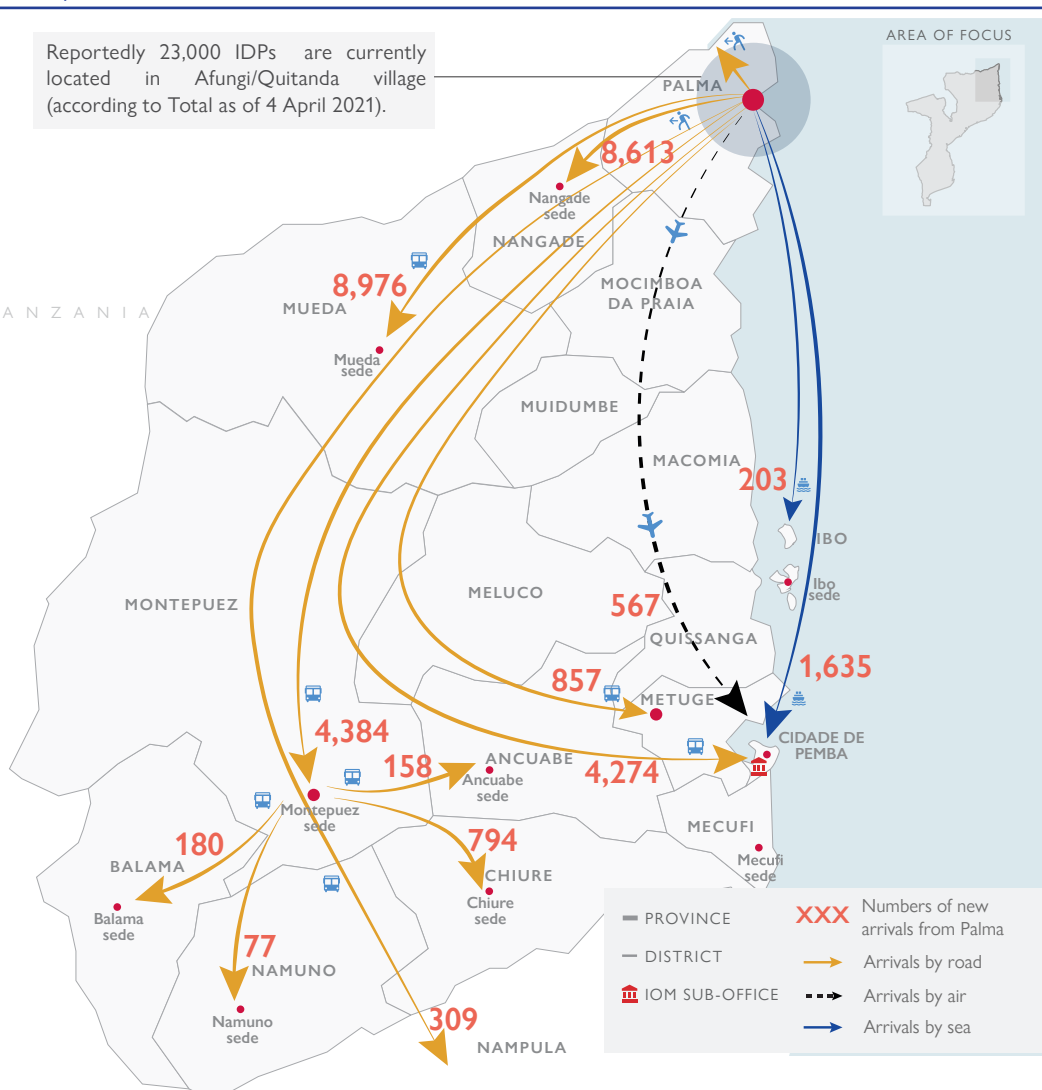 Reportedly 23,000 IDPs are currently
located in Afungi/Quitanda village
(according to Total as of 4 April 2021).
AREA OF FOCUS
PALMA
8,613
Nangade
sede
NANGADE
8,976
MUEDA
MOCIMBOA
DA PRAIA
ANZANIA
Mueda
sede
MUIDUMBE
MACOMIA
203
IBO
Ibo
sede
MONTEPUEZ
MELUCO
567
QUISSANGA
1,635
857
METUGE
4,384
CIDADE DE
PEMBA
158
ANCUABE
Ancuabe
sede
4,274
Montepuez
sede
180
BALAMA
794
CHIURE
Chiure
sede
MECUFI
Mecufi
sede
Balama
sede
77
NAMUNO
Namuno
sede
309
NAMPULA
PROVINCE
DISTRICT
IOM SUB-OFFICE
XXX
Numbers of new
arrivals from Palma
Arrivals by road
Arrivals by air
Arrivals by sea